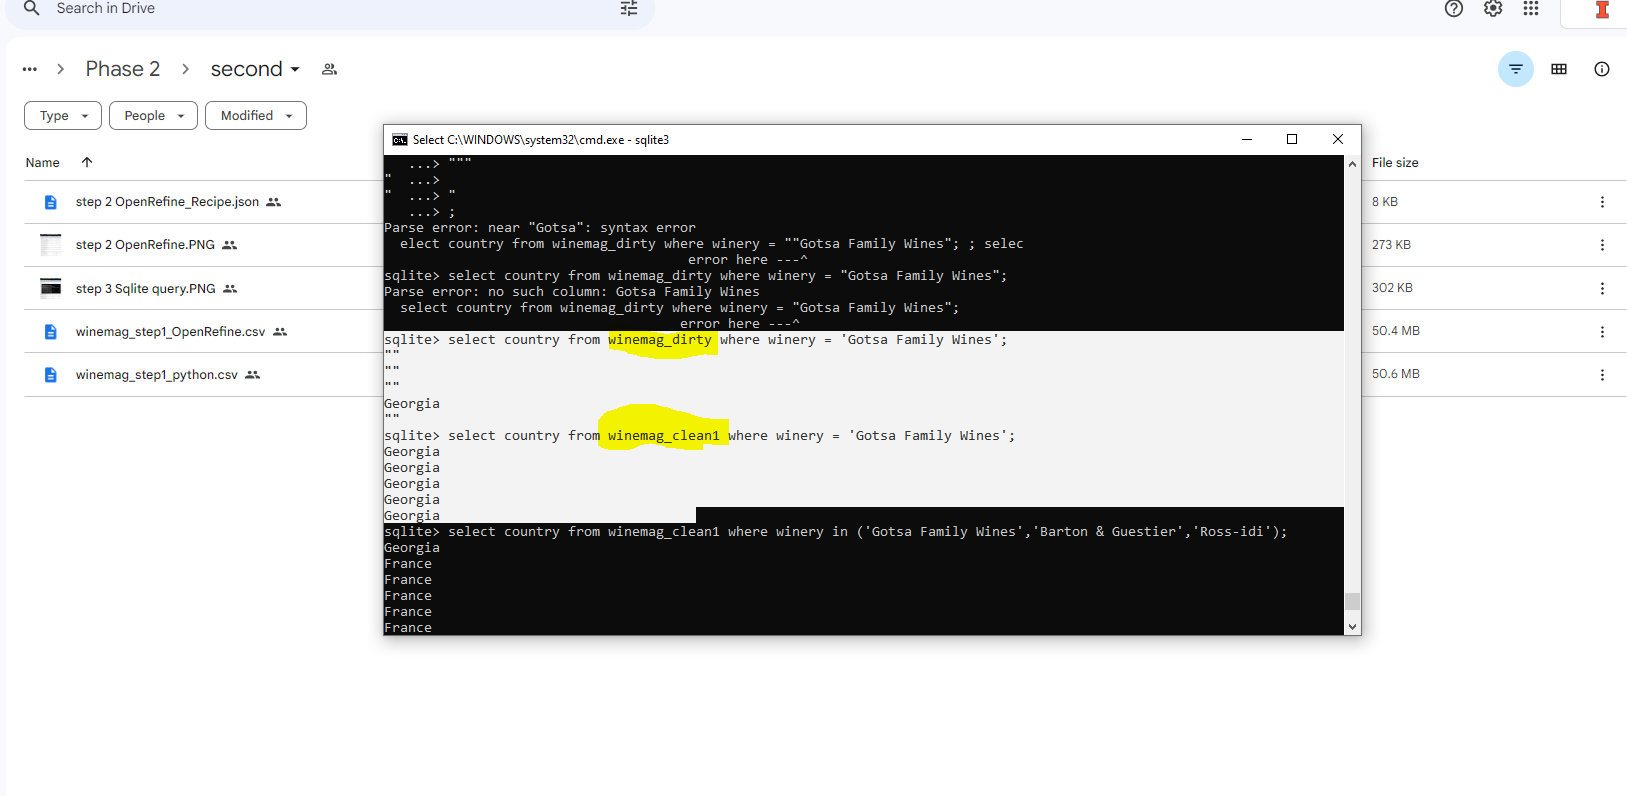 Search in Drive
Phase 2
second
Type
People
Modified
Name
File size
step 2 OpenRefine_Recipe.json
8 KB
step 2 OpenRefine.PNG
273 KB
step 3 Sqlite query.PNG
302 KB
winemag_step1_OpenRefine.csv
50.4 MB
winemag_step1_python.csv
50.6 MB
Select C:\WINDOWS\system32\cmd.exe - sqlite3
...> """
"  ...>
"  ...> "
...> ;
Parse error: near "Gotsa": syntax error
elect country from winemag_dirty where winery = ""Gotsa Family Wines"; ; selec
error here ---^
sqlite> select country from winemag_dirty where winery = "Gotsa Family Wines";
Parse error: no such column: Gotsa Family Wines
select country from winemag_dirty where winery = "Gotsa Family Wines";
error here ---^
sqlite> select country from winemag_dirty where winery = 'Gotsa Family Wines';
""
""
""
Georgia
""
sqlite> select country from winemag_clean1 where winery = 'Gotsa Family Wines';
Georgia
Georgia
Georgia
Georgia
Georgia
sqlite> select country from winemag_clean1 where winery in ('Gotsa Family Wines','Barton & Guestier','Ross-idi');
Georgia
France
France
France
France
France